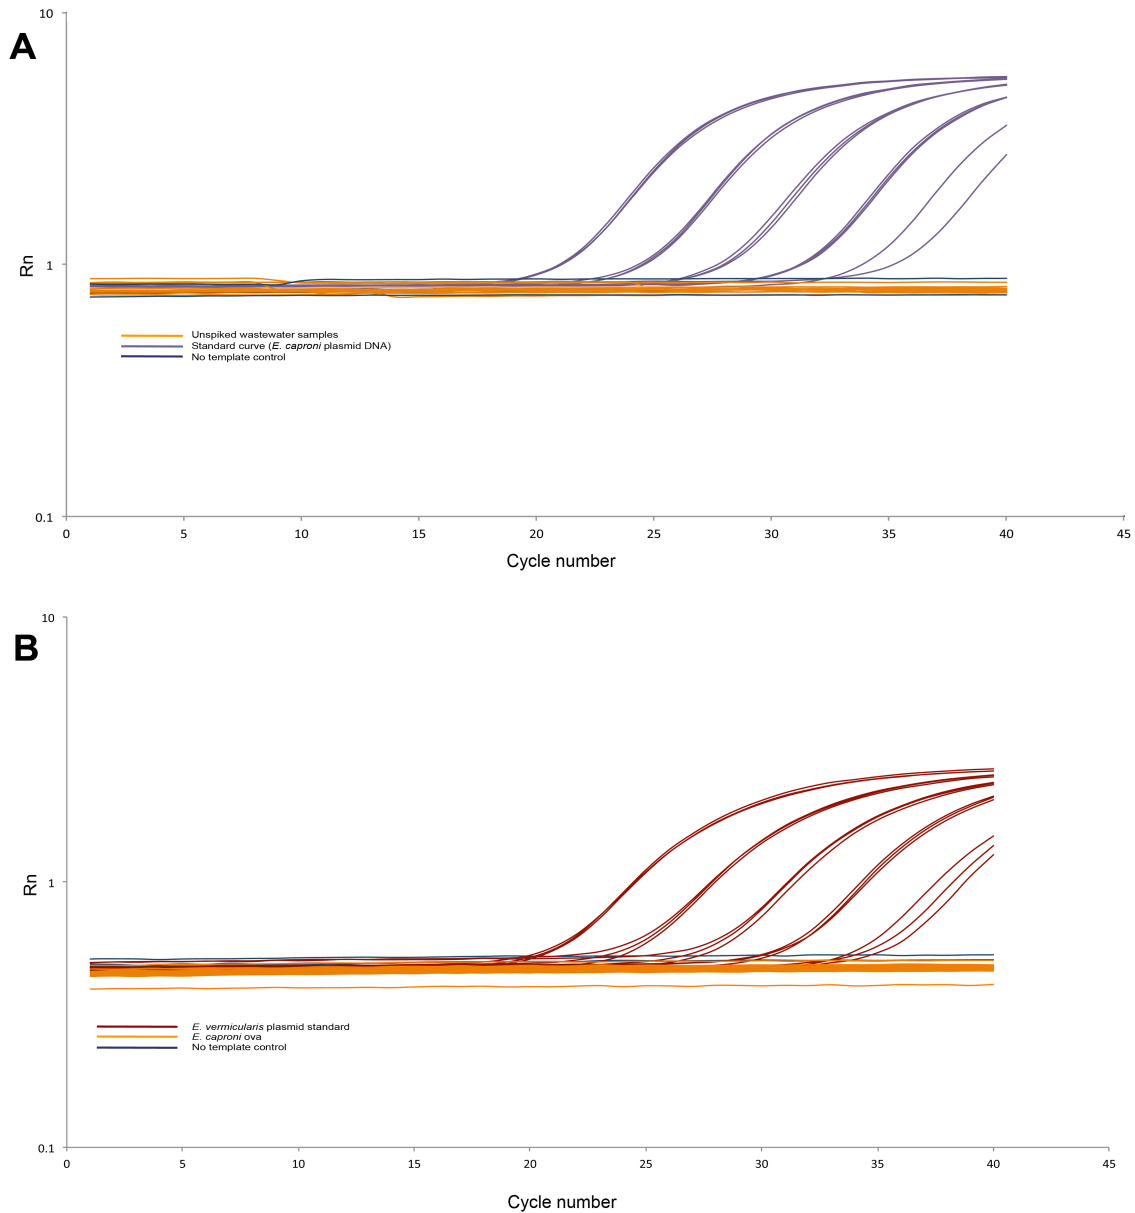 A
10
1
0.1
Rn
Unspiked wastewater samples
Standard curve (E. caproni plasmid DNA)
No template control
0 5 10 15 20 25 30 35 40 45
Cycle number
B
10
1
0.1
Rn
E. vermicularis plasmid standard
E. caproni ova
No template control
0 5 10 15 20 25 30 35 40 45
Cycle number